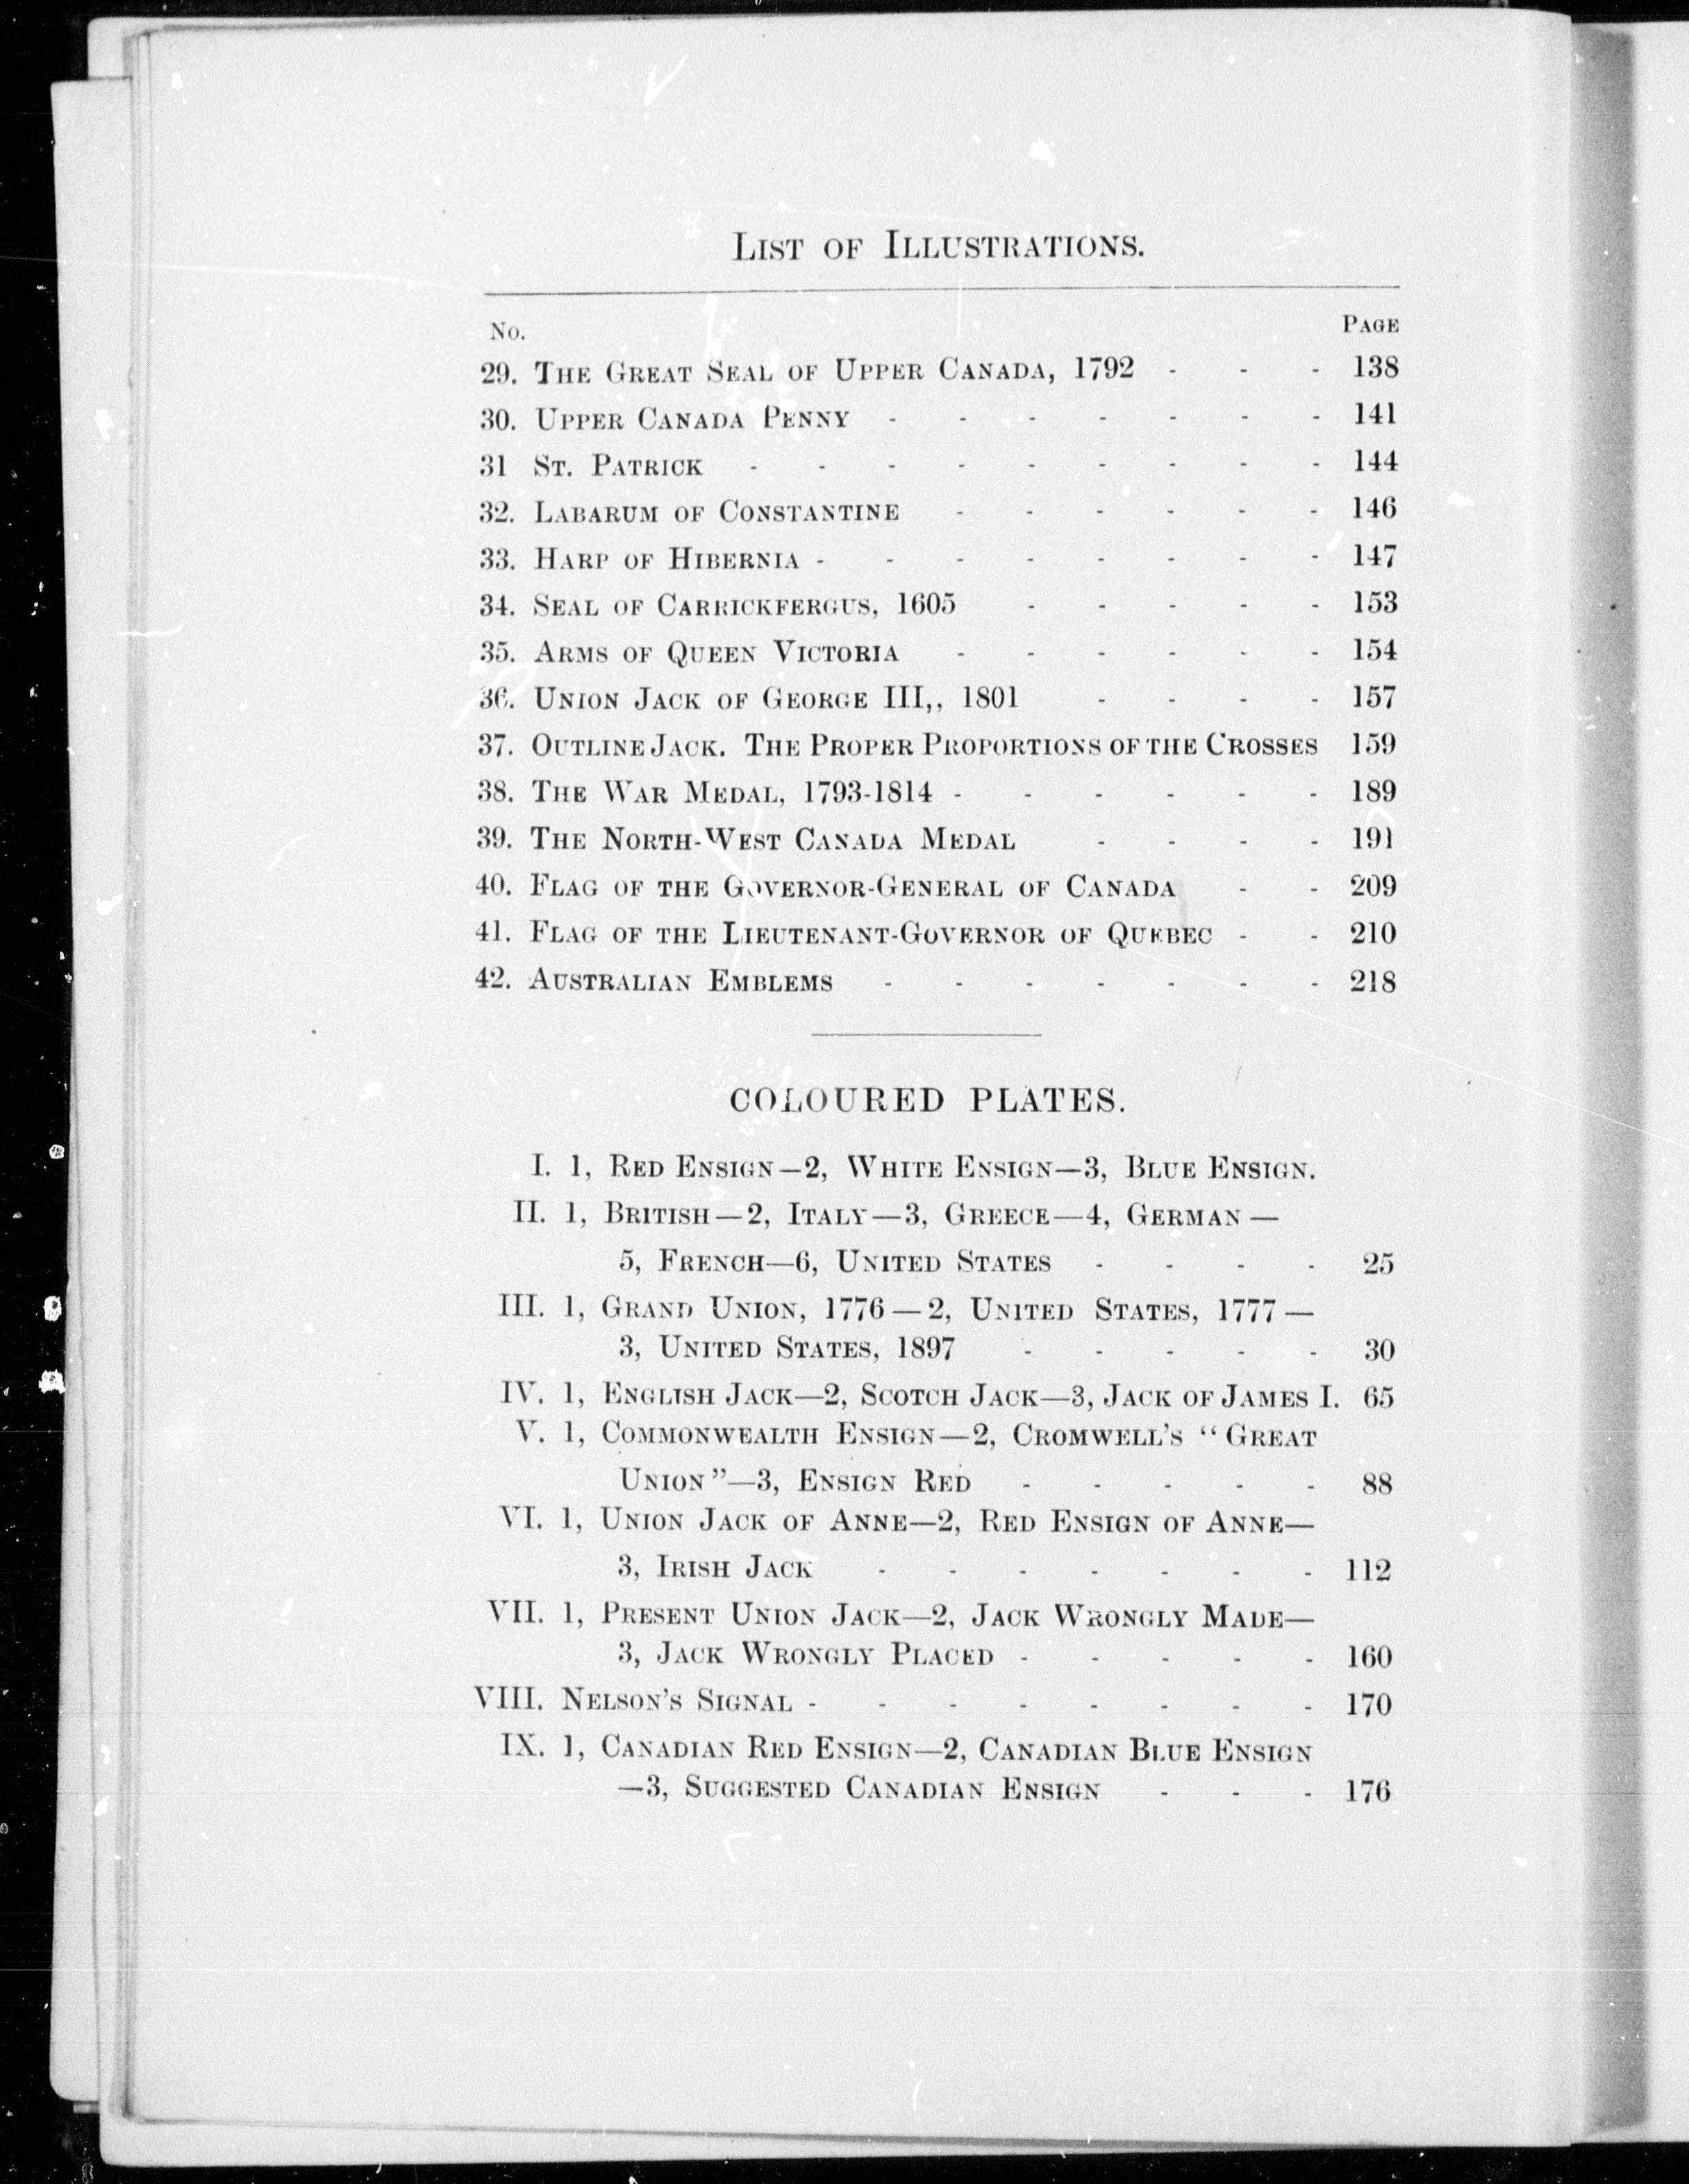 List of Illustrations.
No. Page
29. The Great Seal of Upper Canada, 1792 - - - 138
30. Upper Canada Penny - - - - - - - 141
31 St. Patrick - - - - - - - - - 144
32. Labarum of Constantine - - - - - - 146
33. Harp of Hibernia - - - - - - - - 147
34. Seal of Carrickfergus, 1605 - - - - - 153
35. Arms of Queen Victoria - - - - - - 154
36. Union Jack of George III,, 1801 - - - - 157
37. Outline Jack. The Proper Proportions of the Crosses 159
38. The War Medal, 1793-1814 - - - - - - 189
39. The North-West Canada Medal - - - - 191
40. Flag of the Governor-General of Canada - - 209
41. Flag of the Lieutenant-Governor of Quebec - - 210
42. Australian Emblems - - - - - - - 218
COLOURED PLATES.
I. 1, Red Ensign—2, White Ensign—3, Blue Ensign.
II. 1, British—2, Italy—3, Greece—4, German—
5, French—6, United States - - - - 25
III. 1, Grand Union, 1776—2, United States, 1777—
3, United States, 1897 - - - - - 30
IV. 1, English Jack—2, Scotch Jack—3, Jack of James I. 65
V. 1, Commonwealth Ensign—2, Cromwell's "Great
Union"—3, Ensign Red - - - - - 88
VI. 1, Union Jack of Anne—2, Red Ensign of Anne—
3, Irish Jack - - - - - - - 112
VII. 1, Present Union Jack—2, Jack Wrongly Made—
3, Jack Wrongly Placed - - - - - 160
VIII. Nelson's Signal - - - - - - - - 170
IX. 1, Canadian Red Ensign—2, Canadian Blue Ensign
—3, Suggested Canadian Ensign - - - 176